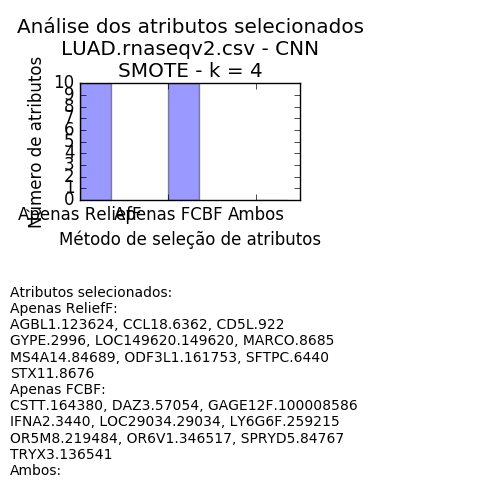 Análise dos atributos selecionados
LUAD.rnaseqv2.csv - CNN
SMOTE - k = 4
Número de atributos
10
9
8
7
6
5
4
3
2
1
0
Apenas ReliefF
Apenas FCBF
Ambos
Método de seleção de atributos
Atributos selecionados:
Apenas ReliefF:
AGBL1.123624, CCL18.6362, CD5L.922
GYPE.2996, LOC149620.149620, MARCO.8685
MS4A14.84689, ODF3L1.161753, SFTPC.6440
STX11.8676
Apenas FCBF:
CSTT.164380, DAZ3.57054, GAGE12F.100008586
IFNA2.3440, LOC29034.29034, LY6G6F.259215
OR5M8.219484, OR6V1.346517, SPRYD5.84767
TRYX3.136541
Ambos: